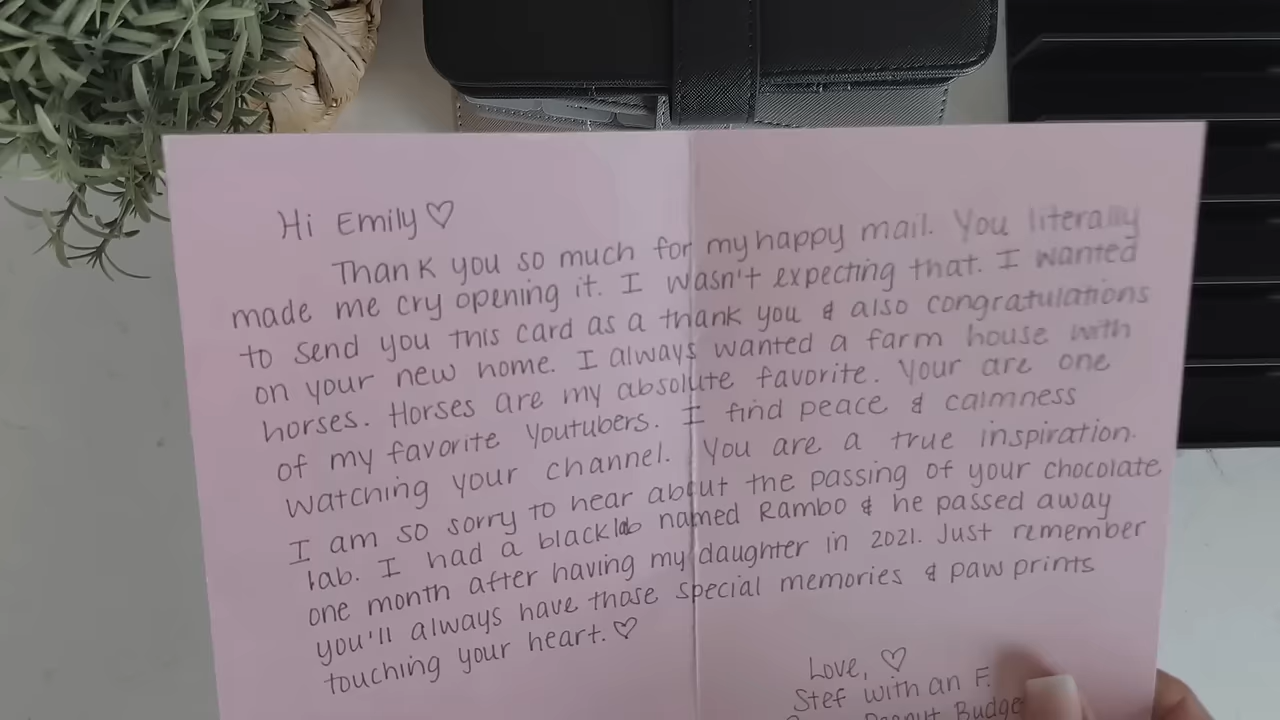 Hi Emily♡
Thank you so much for my happy mail. You literally
made me cry opening it. I wasn't expecting that. I wanted
to send you this card as a thank you & also congratulations
on your new home. I always wanted a farm house with
horses. Horses are my absolute favorite. Your are one
of my favorite Youtubers. I find peace & calmness
watching your channel. You are a true inspiration.
I am so sorry to hear about the passing of your chocolate
lab. I had a black lab named Rambo & he passed away
one month after having my daughter in 2021. Just remember
you'll always have those special memories & paw prints
touching your heart.♡
Love, ♡
Stef with an F.
Budge